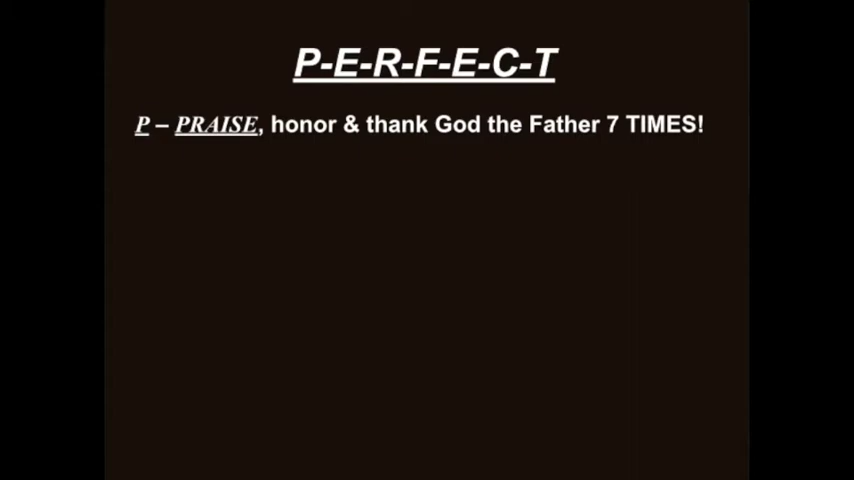 P-E-R-F-E-C-T
P – PRAISE, honor & thank God the Father 7 TIMES!